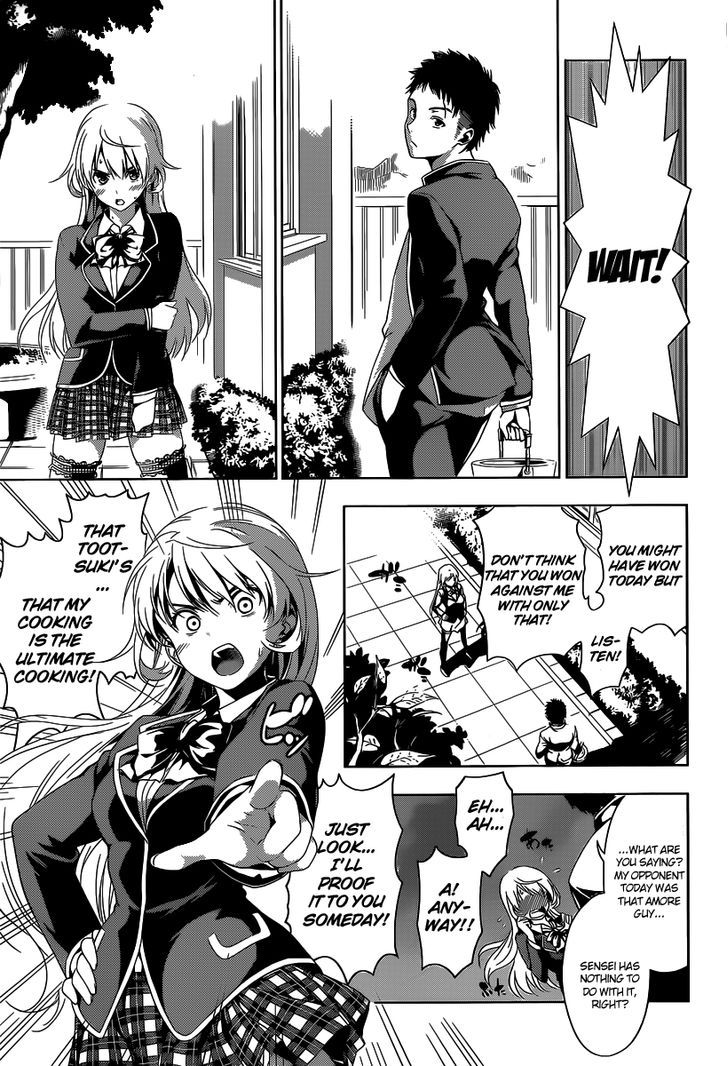 WAIT!
YOU MIGHT
HAVE WON
TODAY BUT
DON'T THINK
THAT YOU WON
AGAINST ME
WITH ONLY
THAT!
LIS-
TEN!
...WHAT ARE
YOU SAYING?
MY OPPONENT
TODAY WAS
THAT AMORE
GUY...
SENSEI HAS
NOTHING TO
DO WITH IT,
RIGHT?
EH...
AH...
A!
ANY-
WAY!!
JUST
LOOK...
I'LL
PROOF
IT TO YOU
SOMEDAY!
THAT
TOOT-
SUKI'S
...
THAT MY
COOKING
IS THE
ULTIMATE
COOKING!